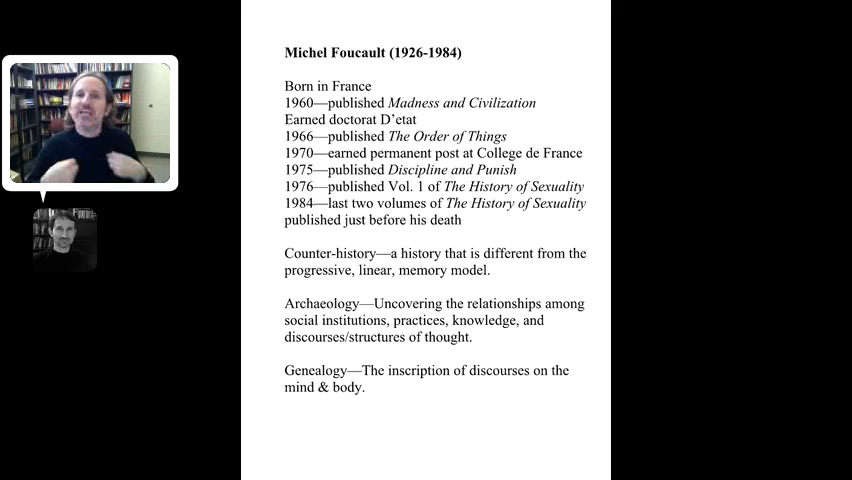 Michel Foucault (1926-1984)
Born in France
1960—published Madness and Civilization
Earned doctorat D’etat
1966—published The Order of Things
1970—earned permanent post at College de France
1975—published Discipline and Punish
1976—published Vol. 1 of The History of Sexuality
1984—last two volumes of The History of Sexuality
published just before his death
Counter-history—a history that is different from the
progressive, linear, memory model.
Archaeology—Uncovering the relationships among
social institutions, practices, knowledge, and
discourses/structures of thought.
Genealogy—The inscription of discourses on the
mind & body.